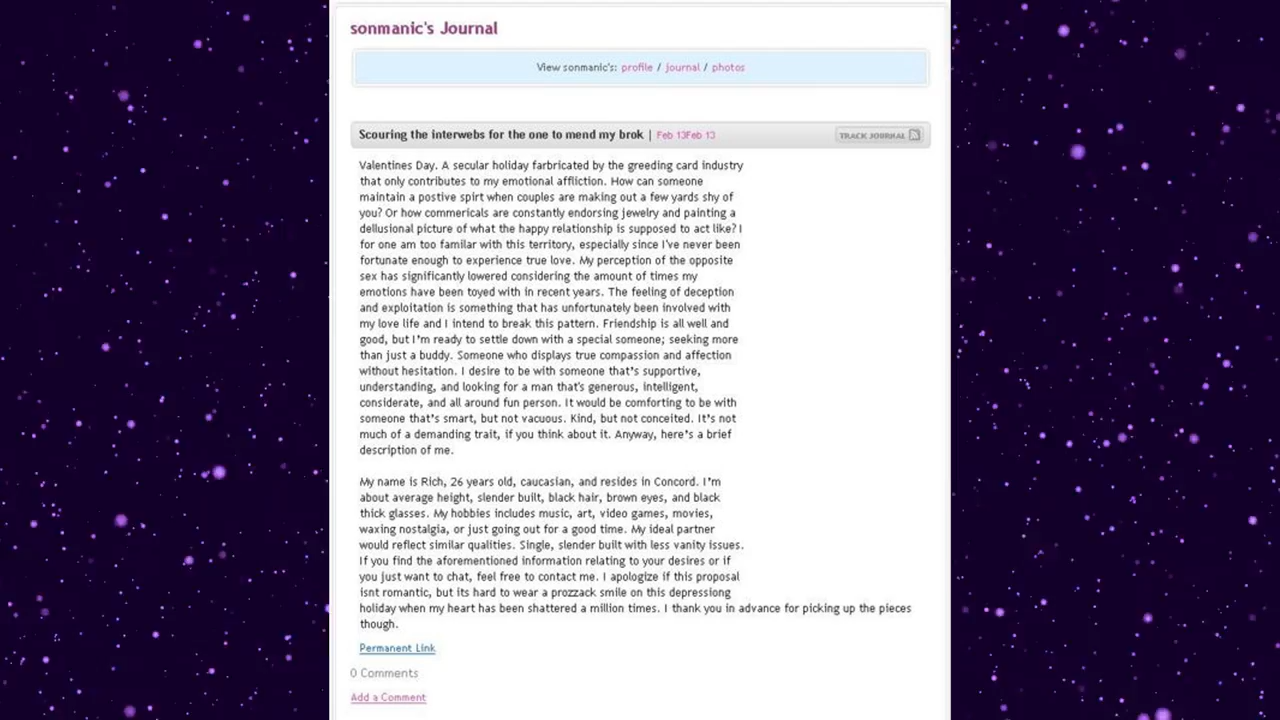 sonmanic's Journal
View sonmanic's: profile / journal / photos
Scouring the interwebs for the one to mend my brok | Feb 13Feb 13
TRACK JOURNAL
Valentines Day. A secular holiday farbricated by the greeding card industry
that only contributes to my emotional affliction. How can someone
maintain a postive spirt when couples are making out a few yards shy of
you? Or how commericals are constantly endorsing jewelry and painting a
dellusional picture of what the happy relationship is supposed to act like? I
for one am too familar with this territory, especially since I've never been
fortunate enough to experience true love. My perception of the opposite
sex has significantly lowered considering the amount of times my
emotions have been toyed with in recent years. The feeling of deception
and exploitation is something that has unfortunately been involved with
my love life and I intend to break this pattern. Friendship is all well and
good, but I'm ready to settle down with a special someone; seeking more
than just a buddy. Someone who displays true compassion and affection
without hesitation. I desire to be with someone that's supportive,
understanding, and looking for a man that's generous, intelligent,
considerate, and all around fun person. It would be comforting to be with
someone that's smart, but not vacuous. Kind, but not conceited. It's not
much of a demanding trait, if you think about it. Anyway, here's a brief
description of me.
My name is Rich, 26 years old, caucasian, and resides in Concord. I'm
about average height, slender built, black hair, brown eyes, and black
thick glasses. My hobbies includes music, art, video games, movies,
waxing nostalgia, or just going out for a good time. My ideal partner
would reflect similar qualities. Single, slender built with less vanity issues.
If you find the aforementioned information relating to your desires or if
you just want to chat, feel free to contact me. I apologize if this proposal
isnt romantic, but its hard to wear a prozzack smile on this depressiong
holiday when my heart has been shattered a million times. I thank you in advance for picking up the pieces
though.
Permanent Link
0 Comments
Add a Comment